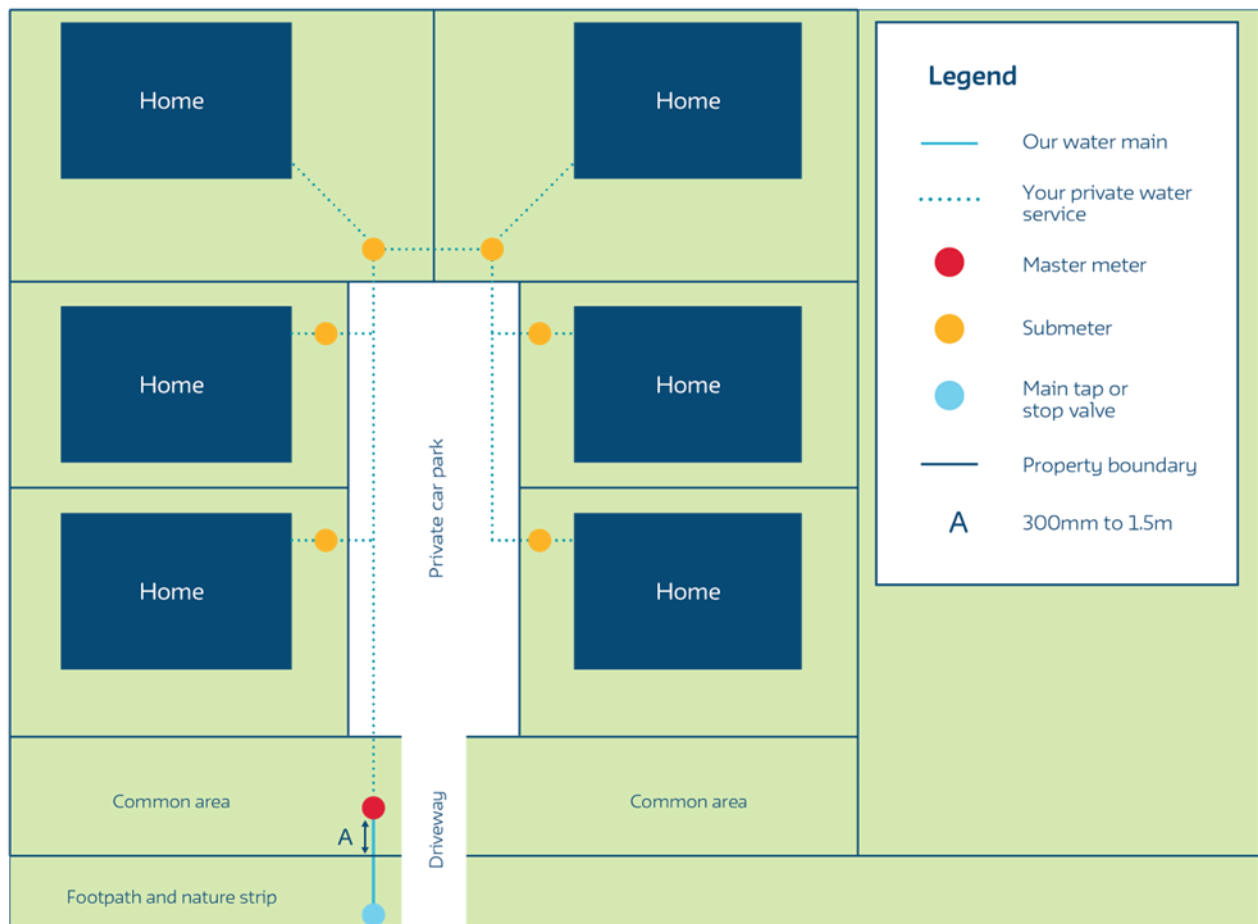 Home
Home
Legend
Our water main
Your private water
service
Master meter
Submeter
Main tap or
stop valve
Property boundary
A
300mm to 1.5m
Home
Home
Private car park
Home
Home
Common area
Common area
A
Driveway
Footpath and nature strip